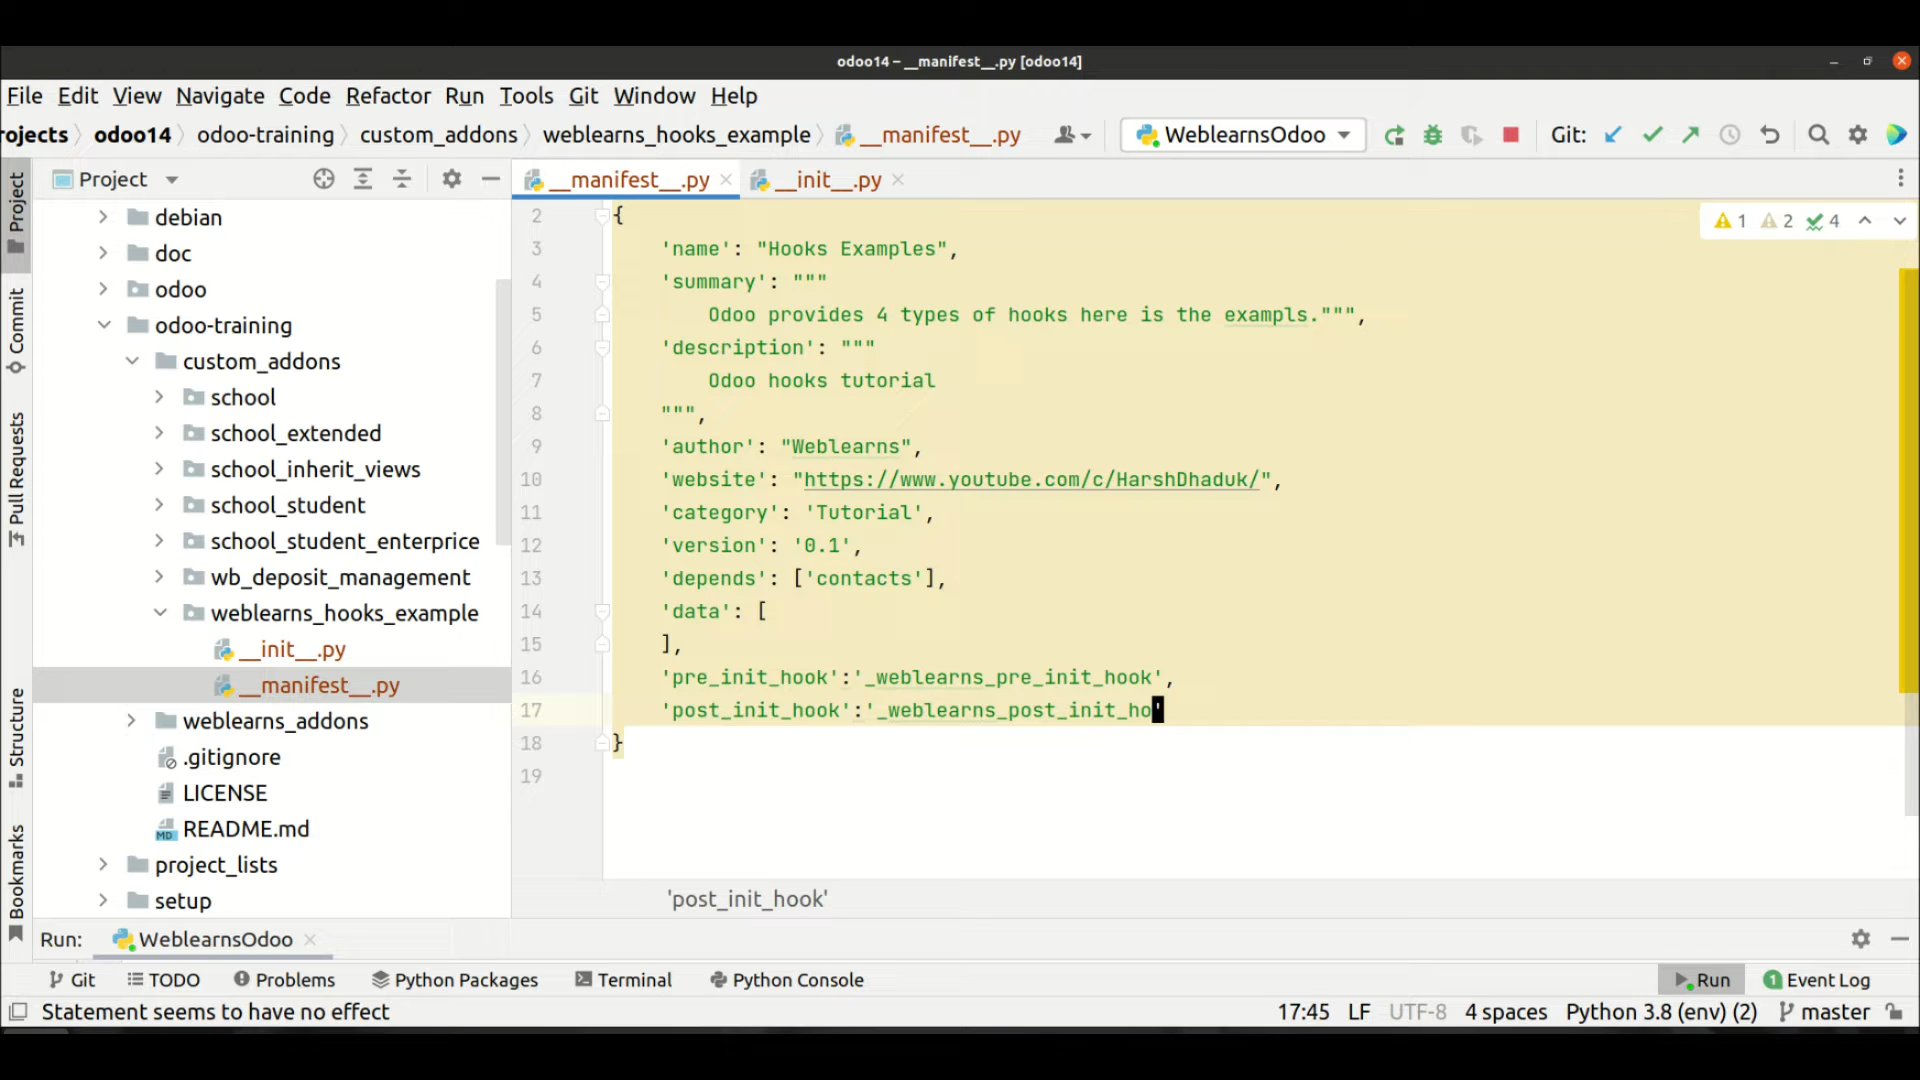 odoo14 – __manifest__.py [odoo14]
File Edit View Navigate Code Refactor Run Tools Git Window Help
rojects odoo14 odoo-training custom_addons weblearns_hooks_example __manifest__.py WeblearnsOdoo Git:
Project
__manifest__.py __init__.py
Project
Commit
Pull Requests
Structure
Bookmarks
debian
doc
odoo
odoo-training
custom_addons
school
school_extended
school_inherit_views
school_student
school_student_enterprice
wb_deposit_management
weblearns_hooks_example
__init__.py
__manifest__.py
weblearns_addons
.gitignore
LICENSE
README.md
project_lists
setup
1 2 4
2 {
3 'name': "Hooks Examples",
4 'summary': """
5 Odoo provides 4 types of hooks here is the exampls.""",
6 'description': """
7 Odoo hooks tutorial
8 """,
9 'author': "Weblearns",
10 'website': "https://www.youtube.com/c/HarshDhaduk/",
11 'category': 'Tutorial',
12 'version': '0.1',
13 'depends': ['contacts'],
14 'data': [
15 ],
16 'pre_init_hook':'_weblearns_pre_init_hook',
17 'post_init_hook':'_weblearns_post_init_ho'
18 }
19
'post_init_hook'
Run: WeblearnsOdoo
Git TODO Problems Python Packages Terminal Python Console Run 1 Event Log
Statement seems to have no effect 17:45 LF UTF-8 4 spaces Python 3.8 (env) (2) master